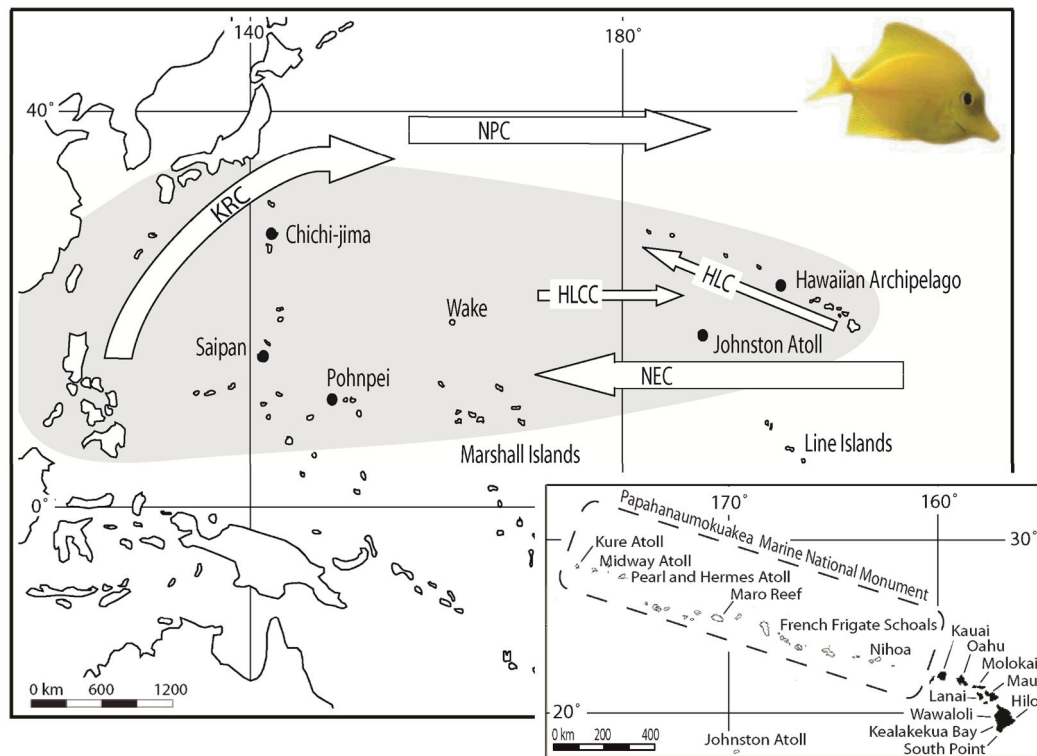 140
180°
40°
NPC
KRC
Chichi-jima
HLC
Hawaiian Archipelago
HLCC
Wake
Johnston Atoll
Saipan
NEC
Pohnpei
Marshall Islands
Line Islands
0°
0 km 600 1200
170°
160°
30°
Papahanaumokuakea Marine National Monument
Kure Atoll
Midway Atoll
Pearl and Hermes Atoll
Maro Reef
French Frigate Schoals
Nihoa
Kauai
Oahu
Molokai
Mau
Lanai
Hilo
Wawaloli
Kealakekua Bay
South Point
20°
0 km 200 400
Johnston Atoll